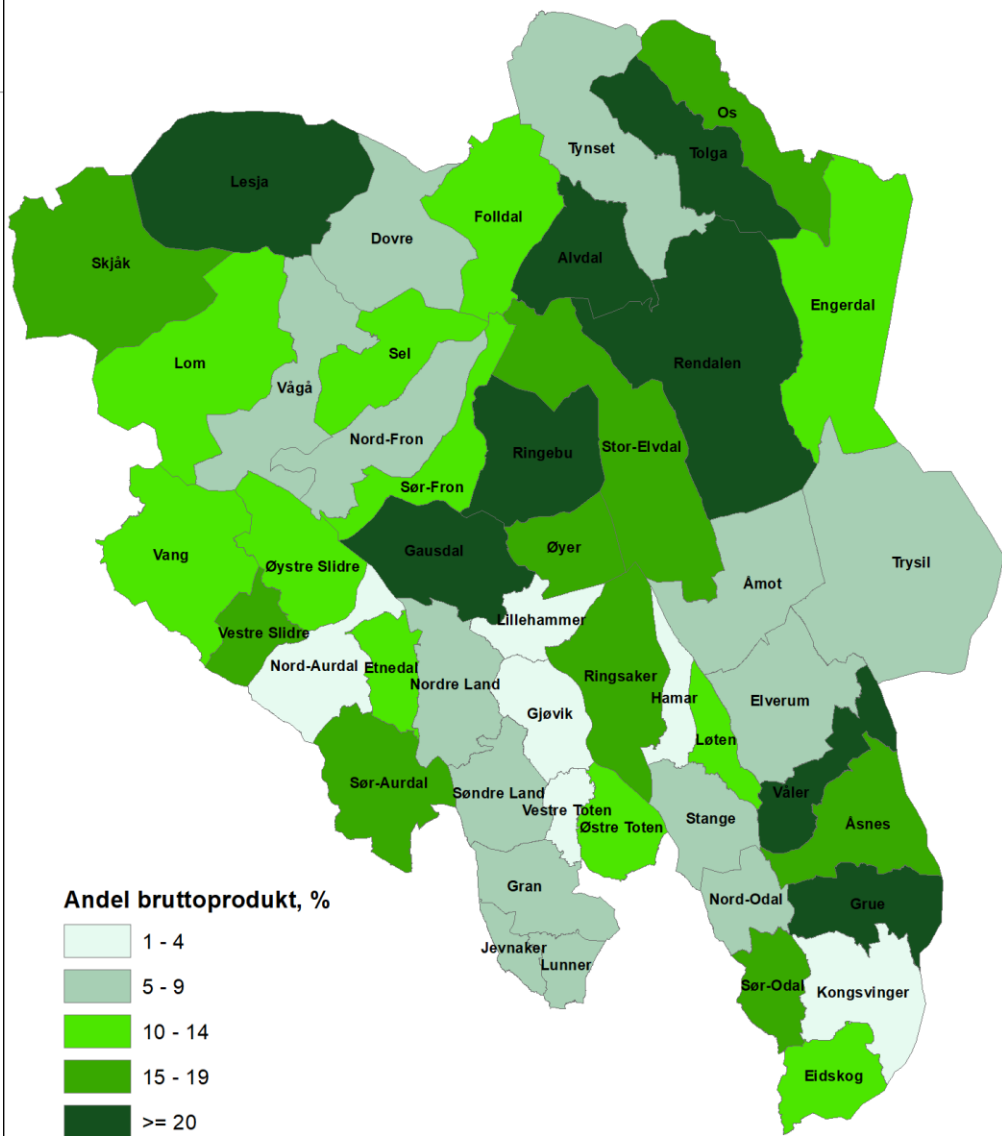 Os
Tynset
Tolga
Lesja
Folldal
Dovre
Alvdal
Skjåk
Engerdal
Sel
Lom
Rendalen
Vågå
Nord-Fron
Stor-Elvdal
Ringebu
Sør-Fron
Øyer
Gausdal
Vang
Trysil
Øystre Slidre
Åmot
Lillehammer
Vestre Slidre
Nord-Aurdal
Etnedal
Ringsaker
Nordre Land
Hamar
Elverum
Gjøvik
Løten
Sør-Aurdal
Søndre Land
Våler
Vestre Toten
Stange
Østre Toten
Åsnes
Gran
Nord-Odal
Grue
Jevnaker
Lunner
Sør-Odal
Kongsvinger
Eidskog
Andel bruttoprodukt, %
1 - 4
5 - 9
10 - 14
15 - 19
>= 20